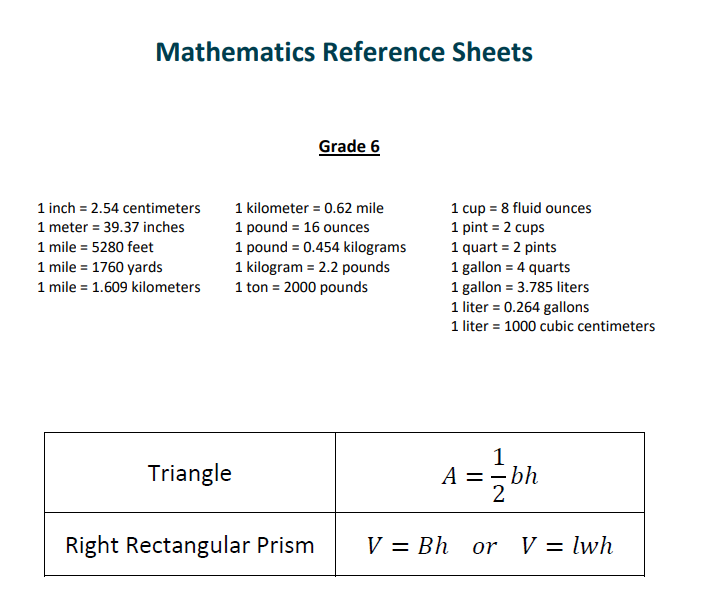 Mathematics Reference Sheets
Grade 6
1 inch = 2.54 centimeters
1 meter = 39.37 inches
1 mile = 5280 feet
1 mile = 1760 yards
1 mile = 1.609 kilometers
1 kilometer = 0.62 mile
1 pound = 16 ounces
1 pound = 0.454 kilograms
1 kilogram = 2.2 pounds
1 ton = 2000 pounds
1 cup = 8 fluid ounces
1 pint = 2 cups
1 quart = 2 pints
1 gallon = 4 quarts
1 gallon = 3.785 liters
1 liter = 0.264 gallons
1 liter = 1000 cubic centimeters
Triangle
A = 1/2 bh
Right Rectangular Prism
V = Bh or V = lwh